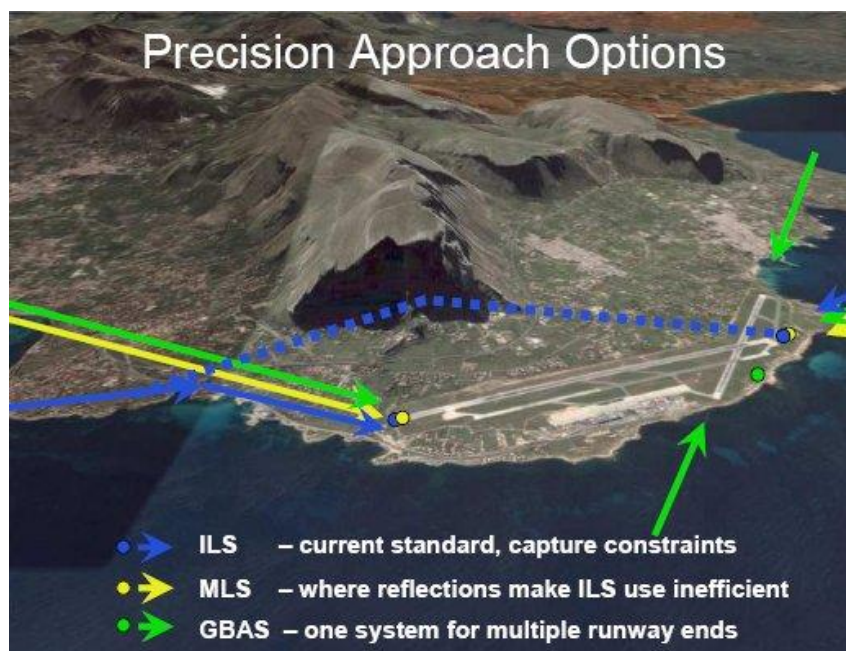 Precision Approach Options
ILS – current standard, capture constraints
MLS – where reflections make ILS use inefficient
GBAS – one system for multiple runway ends